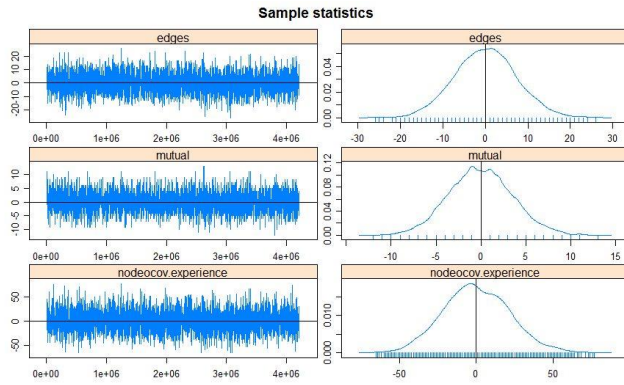 Sample statistics
edges
edges
-20 0 10 20
0e+00 1e+06 2e+06 3e+06 4e+06
0.00 0.02 0.04
-30 -20 -10 0 10 20 30
mutual
mutual
-10 -5 0 5 10
0e+00 1e+06 2e+06 3e+06 4e+06
0.00 0.04 0.08 0.12
-10 -5 0 5 10 15
nodeocov.experience
nodeocov.experience
-50 0 50
0e+00 1e+06 2e+06 3e+06 4e+06
0.000 0.010
-50 0 50